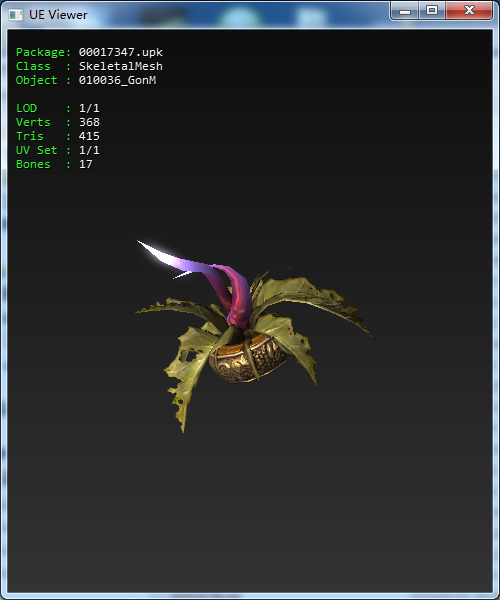 UE Viewer
Package: 00017347.upk
Class  : SkeletalMesh
Object : 010036_GonM
LOD    : 1/1
Verts  : 368
Tris   : 415
UV Set : 1/1
Bones  : 17